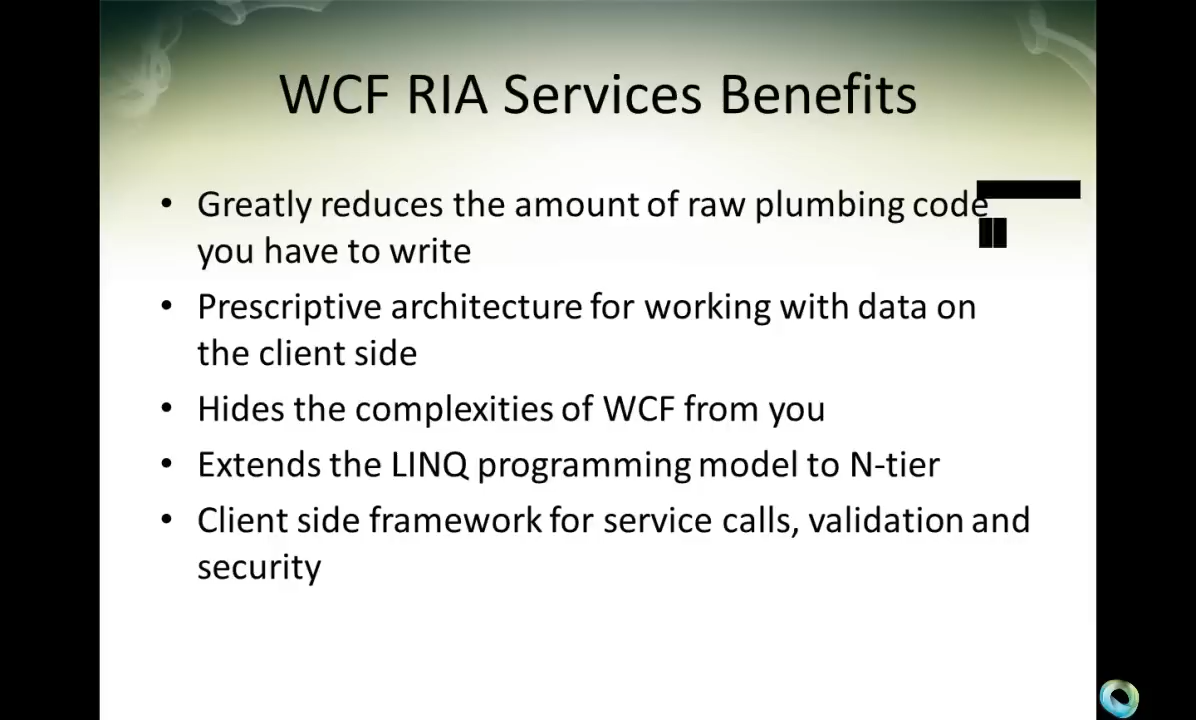 WCF RIA Services Benefits
• Greatly reduces the amount of raw plumbing code
you have to write
• Prescriptive architecture for working with data on
the client side
• Hides the complexities of WCF from you
• Extends the LINQ programming model to N-tier
• Client side framework for service calls, validation and
security